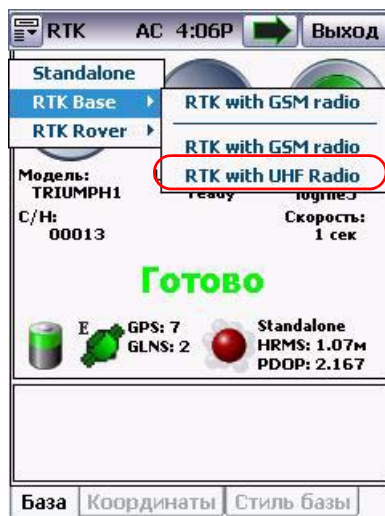 RTK AC 4:06P Выход
Standalone
RTK Base RTK with GSM radio
RTK Rover RTK with GSM radio
RTK with UHF Radio
Модель:
TRIUMPH1 ready
С/Н: Скорость:
00013 1 сек
Готово
E GPS: 7 Standalone
GLNS: 2 HRMS: 1.07м
PDOP: 2.167
База Координаты Стиль базы